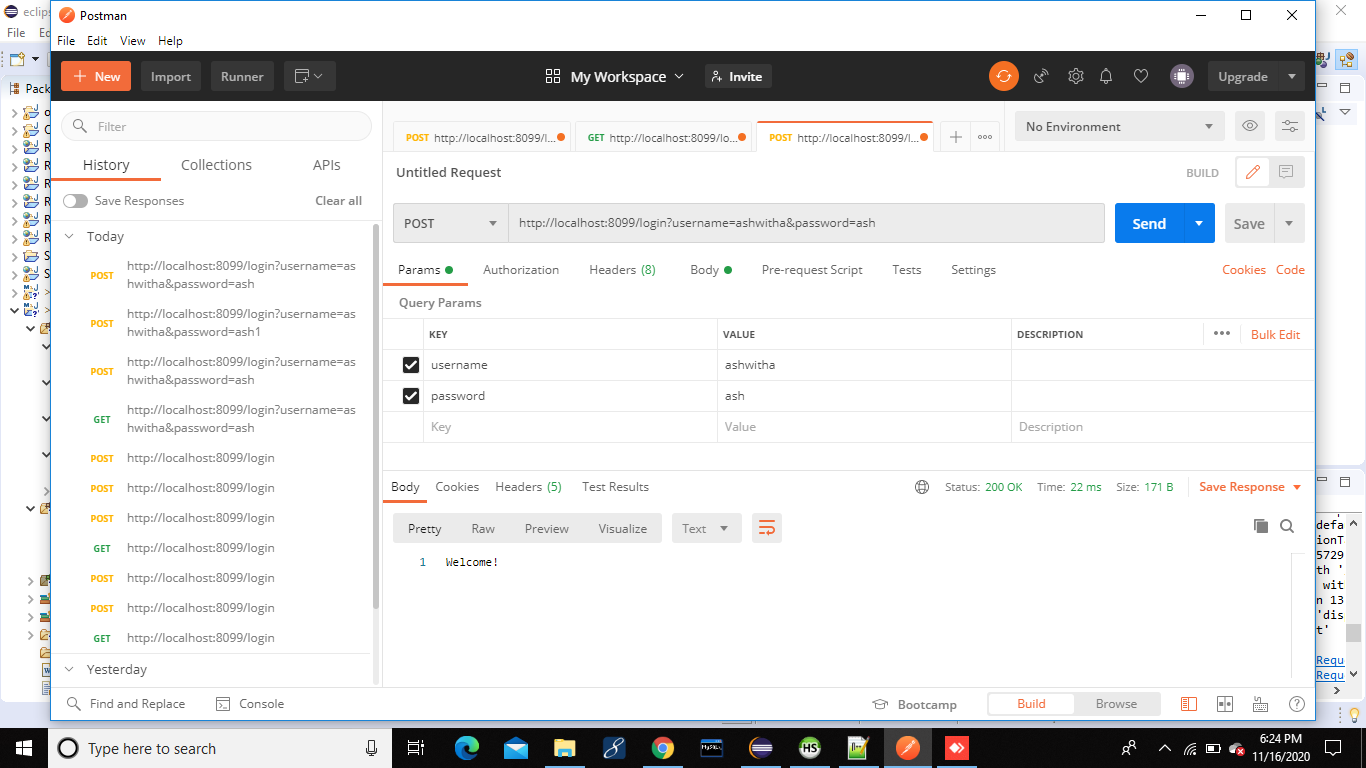 eclips
Postman
File Edit View Help
File Ed
New
Import
Runner
My Workspace
Invite
Upgrade
Pack
Filter
History
Collections
APIs
Save Responses
Clear all
Today
POST http://localhost:8099/login?username=as
hwitha&password=ash
POST http://localhost:8099/login?username=as
hwitha&password=ash1
POST http://localhost:8099/login?username=as
hwitha&password=ash
GET http://localhost:8099/login?username=as
hwitha&password=ash
POST http://localhost:8099/login
POST http://localhost:8099/login
POST http://localhost:8099/login
GET http://localhost:8099/login
POST http://localhost:8099/login
POST http://localhost:8099/login
GET http://localhost:8099/login
Yesterday
POST http://localhost:8099/l...
GET http://localhost:8099/lo...
POST http://localhost:8099/l...
No Environment
Untitled Request
BUILD
POST
http://localhost:8099/login?username=ashwitha&password=ash
Send
Save
Params
Authorization
Headers (8)
Body
Pre-request Script
Tests
Settings
Cookies
Code
Query Params
KEY
VALUE
DESCRIPTION
Bulk Edit
username
ashwitha
password
ash
Key
Value
Description
Body
Cookies
Headers (5)
Test Results
Status: 200 OK
Time: 22 ms
Size: 171 B
Save Response
Pretty
Raw
Preview
Visualize
Text
1 Welcome!
defa
ionT
5729
th '
wit
n 13
'dis
t'
Requ
Requ
Find and Replace
Console
Bootcamp
Build
Browse
Type here to search
MySQL
HS
6:24 PM
11/16/2020